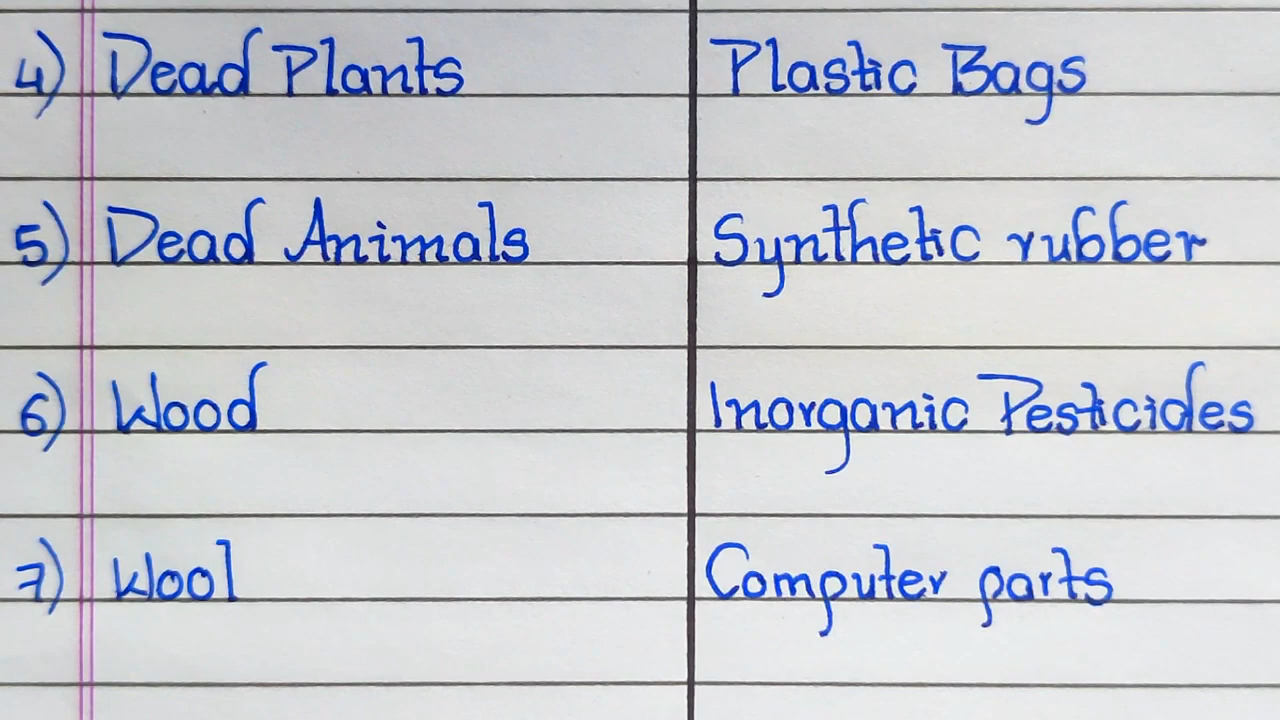 4) Dead Plants Plastic Bags
5) Dead Animals Synthetic rubber
6) Wood Inorganic Pesticides
7) Wool Computer parts